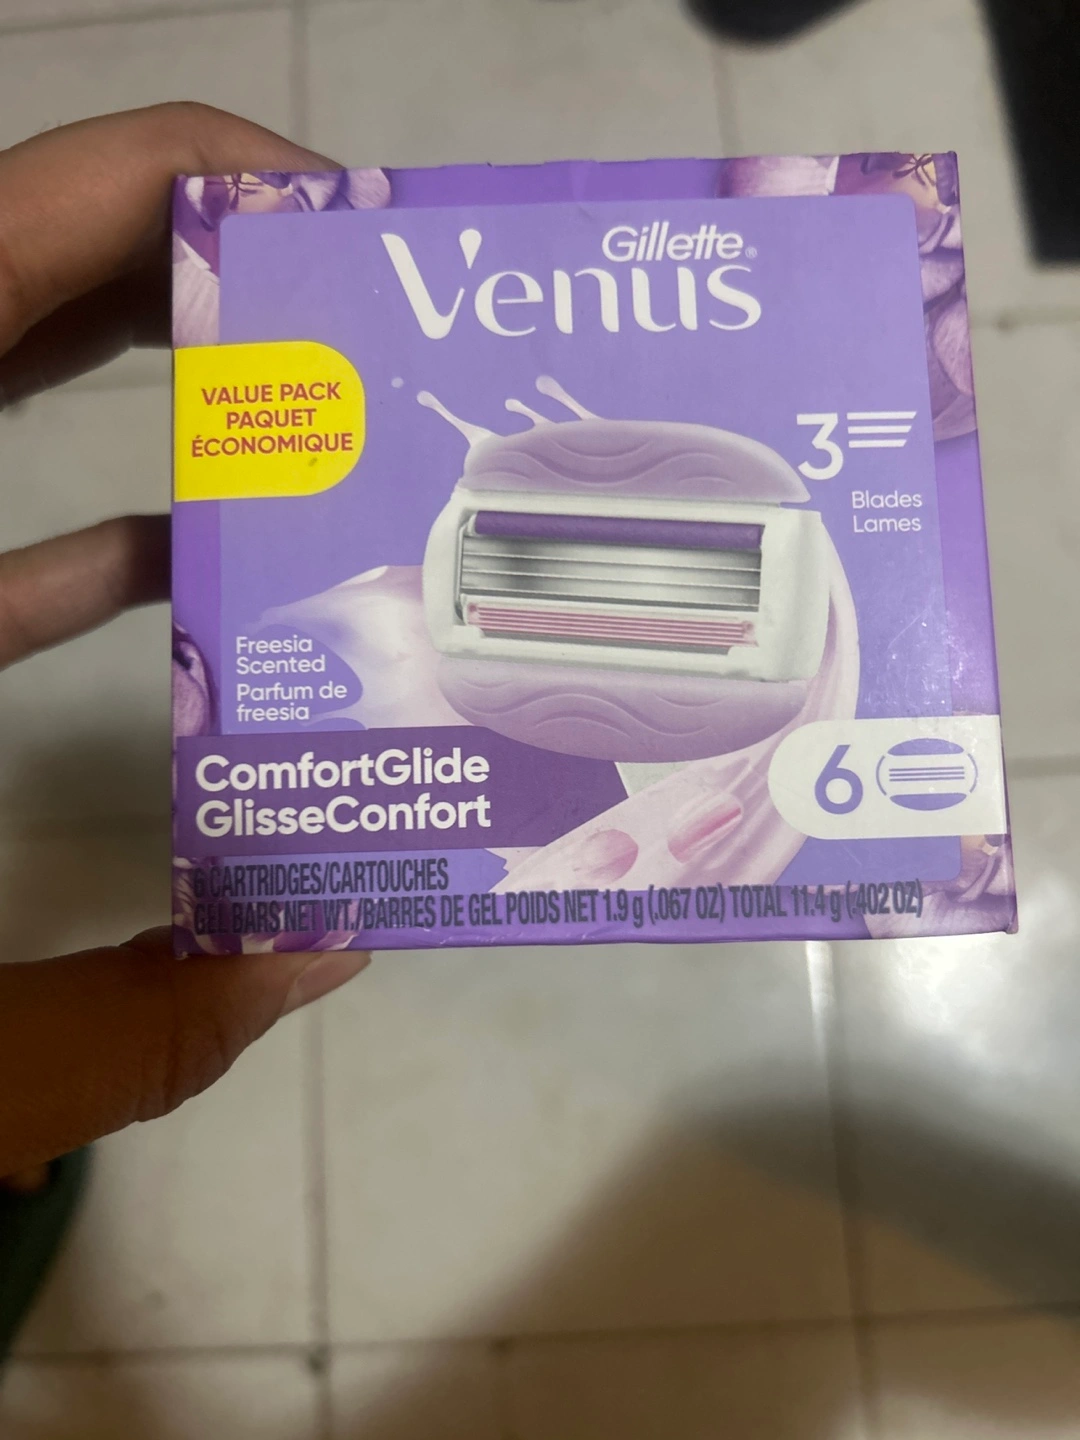 Gillette®
Venus
VALUE PACK
PAQUET
ÉCONOMIQUE
3
Blades
Lames
Freesia
Scented
Parfum de
freesia
ComfortGlide
GlisseConfort
6
6 CARTRIDGES/CARTOUCHES
GEL BARS NET WT./BARRES DE GEL POIDS NET 1.9 g (.067 OZ) TOTAL 11.4 g (.402 OZ)